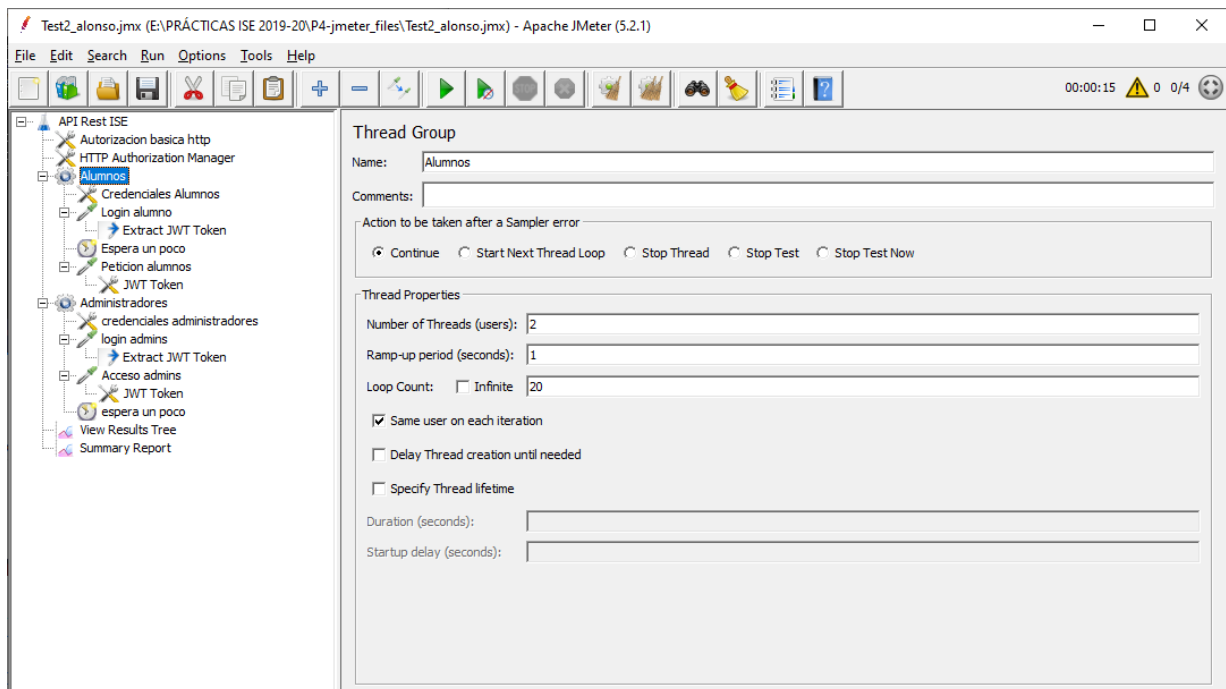 Test2_alonso.jmx (E:\PRÁCTICAS ISE 2019-20\P4-jmeter_files\Test2_alonso.jmx) - Apache JMeter (5.2.1)
File Edit Search Run Options Tools Help
STOP
00:00:15 0 0/4
API Rest ISE
Autorizacion basica http
HTTP Authorization Manager
Alumnos
Credenciales Alumnos
Login alumno
Extract JWT Token
Espera un poco
Peticion alumnos
JWT Token
Administradores
credenciales administradores
login admins
Extract JWT Token
Acceso admins
JWT Token
espera un poco
View Results Tree
Summary Report
Thread Group
Name: Alumnos
Comments:
Action to be taken after a Sampler error
Continue Start Next Thread Loop Stop Thread Stop Test Stop Test Now
Thread Properties
Number of Threads (users): 2
Ramp-up period (seconds): 1
Loop Count: Infinite 20
Same user on each iteration
Delay Thread creation until needed
Specify Thread lifetime
Duration (seconds):
Startup delay (seconds):